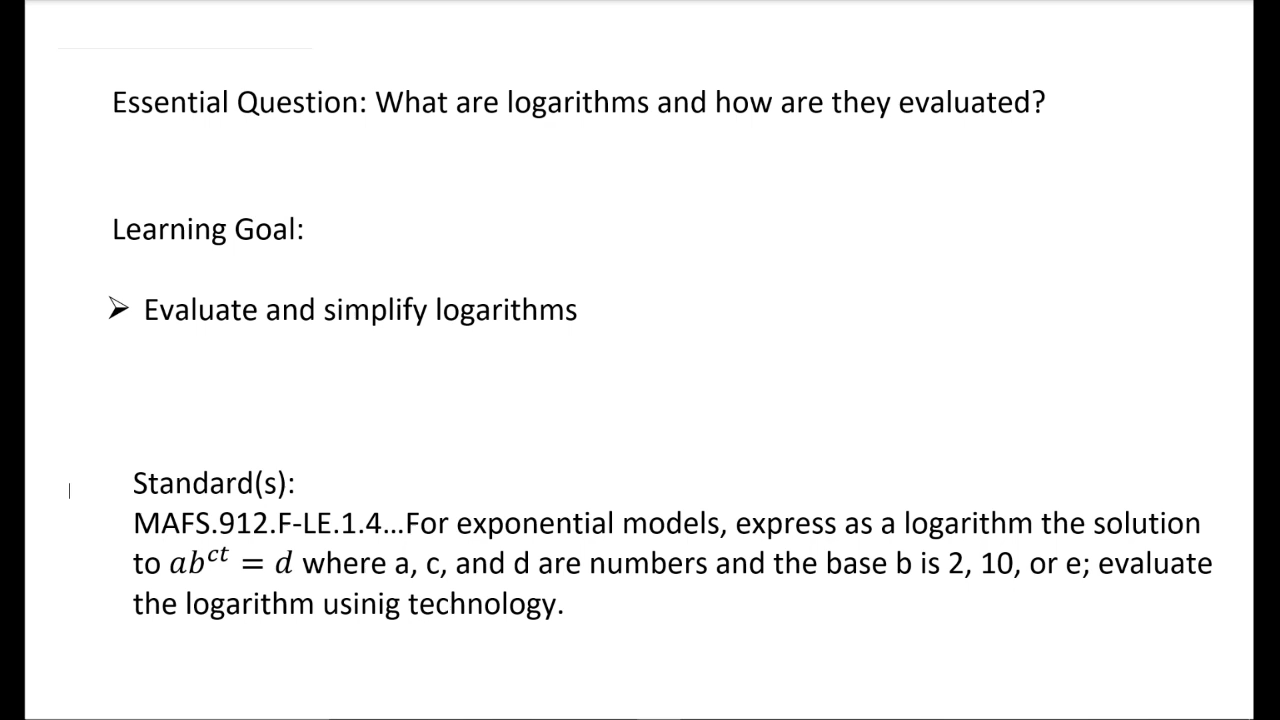 Essential Question: What are logarithms and how are they evaluated?
Learning Goal:
➢ Evaluate and simplify logarithms
Standard(s):
MAFS.912.F-LE.1.4...For exponential models, express as a logarithm the solution
to 𝑎𝑏^𝑐𝑡 = 𝑑 where a, c, and d are numbers and the base b is 2, 10, or e; evaluate
the logarithm usinig technology.